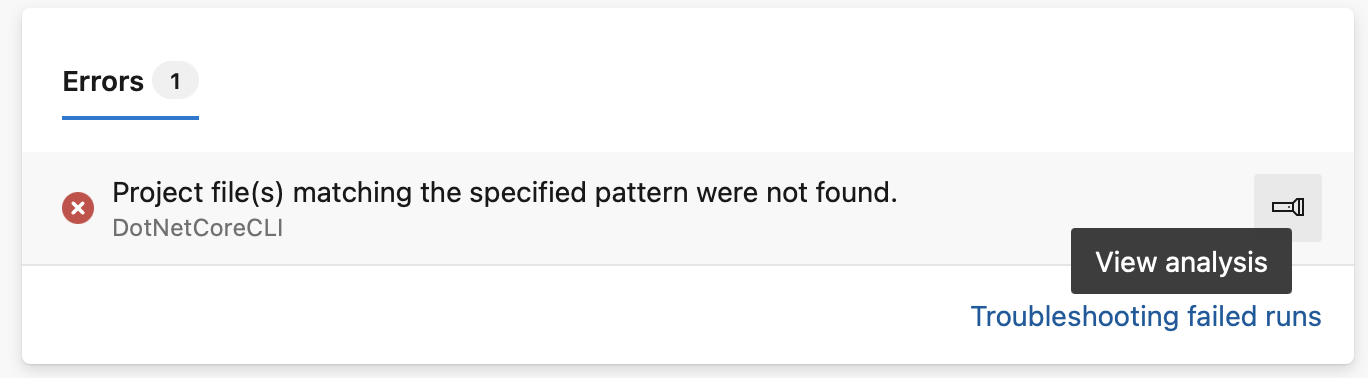 Errors 1
Project file(s) matching the specified pattern were not found.
DotNetCoreCLI
View analysis
Troubleshooting failed runs